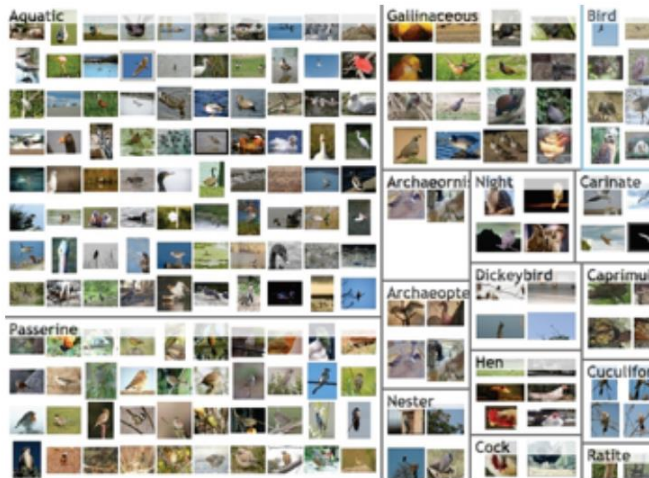 Aquatic
Gallinaceous
Bird
Archaeornis
Night
Carinate
Dickeybird
Caprimul
Archaeopte
Passerine
Hen
Cuculifor
Nester
Cock
Ratite